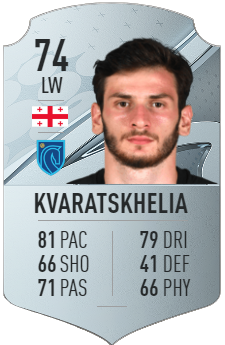 74
LW
KVARATSKHELIA
81 PAC 79 DRI
66 SHO 41 DEF
71 PAS 66 PHY